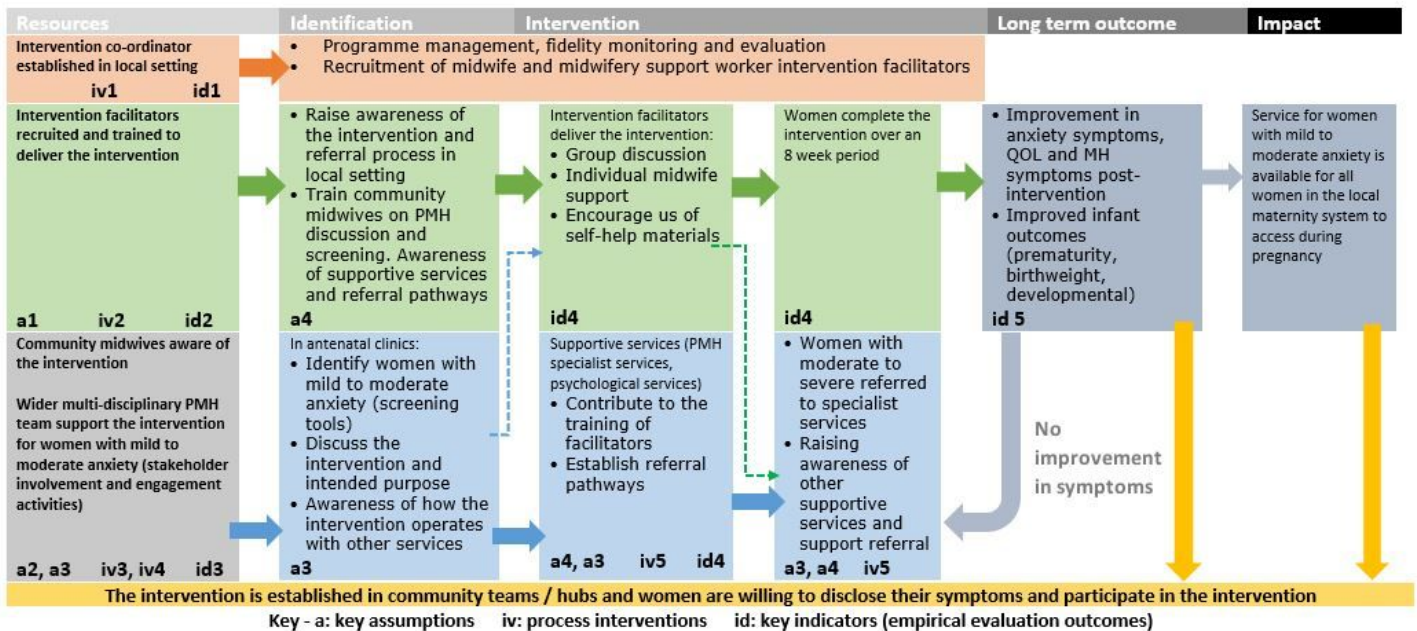 Resources
Identification
Intervention
Long term outcome
Impact
Intervention co-ordinator
established in local setting
iv1 id1
• Programme management, fidelity monitoring and evaluation
• Recruitment of midwife and midwifery support worker intervention facilitators
Intervention facilitators
recruited and trained to
deliver the intervention
a1 iv2 id2
• Raise awareness of
the intervention and
referral process in
local setting
• Train community
midwives on PMH
discussion and
screening. Awareness
of supportive services
and referral pathways
a4
Intervention facilitators
deliver the intervention:
• Group discussion
• Individual midwife
support
• Encourage us of
self-help materials
id4
Women complete the
intervention over an
8 week period
id4
• Improvement in
anxiety symptoms,
QOL and MH
symptoms post-
intervention
• Improved infant
outcomes
(prematurity,
birthweight,
developmental)
id 5
Service for women
with mild to
moderate anxiety is
available for all
women in the local
maternity system to
access during
pregnancy
Community midwives aware of
the intervention
Wider multi-disciplinary PMH
team support the intervention
for women with mild to
moderate anxiety (stakeholder
involvement and engagement
activities)
a2, a3 iv3, iv4 id3
In antenatal clinics:
• Identify women with
mild to moderate
anxiety (screening
tools)
• Discuss the
intervention and
intended purpose
• Awareness of how the
intervention operates
with other services
a3
Supportive services (PMH
specialist services,
psychological services)
• Contribute to the
training of
facilitators
• Establish referral
pathways
a4, a3 iv5 id4
• Women with
moderate to
severe referred
to specialist
services
• Raising
awareness of
other
supportive
services and
support referral
a3, a4 iv5
No
improvement
in symptoms
The intervention is established in community teams / hubs and women are willing to disclose their symptoms and participate in the intervention
Key - a: key assumptions iv: process interventions id: key indicators (empirical evaluation outcomes)